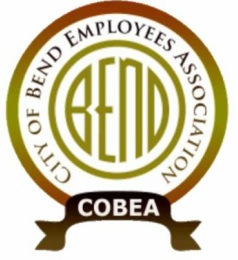 CITY OF BEND EMPLOYEES ASSOCIATION
BEND
COBEA